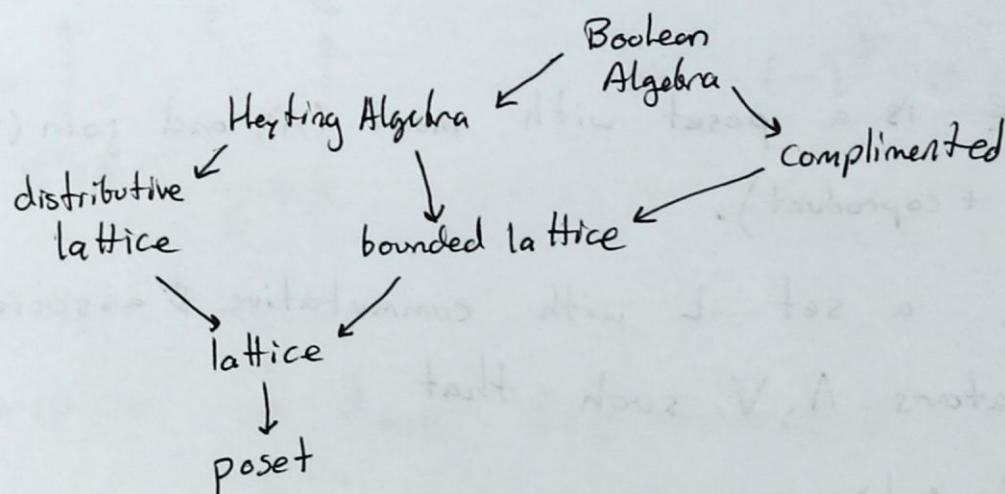 Boolean
Algebra
Heyting Algebra
complimented
distributive
lattice
bounded lattice
lattice
poset